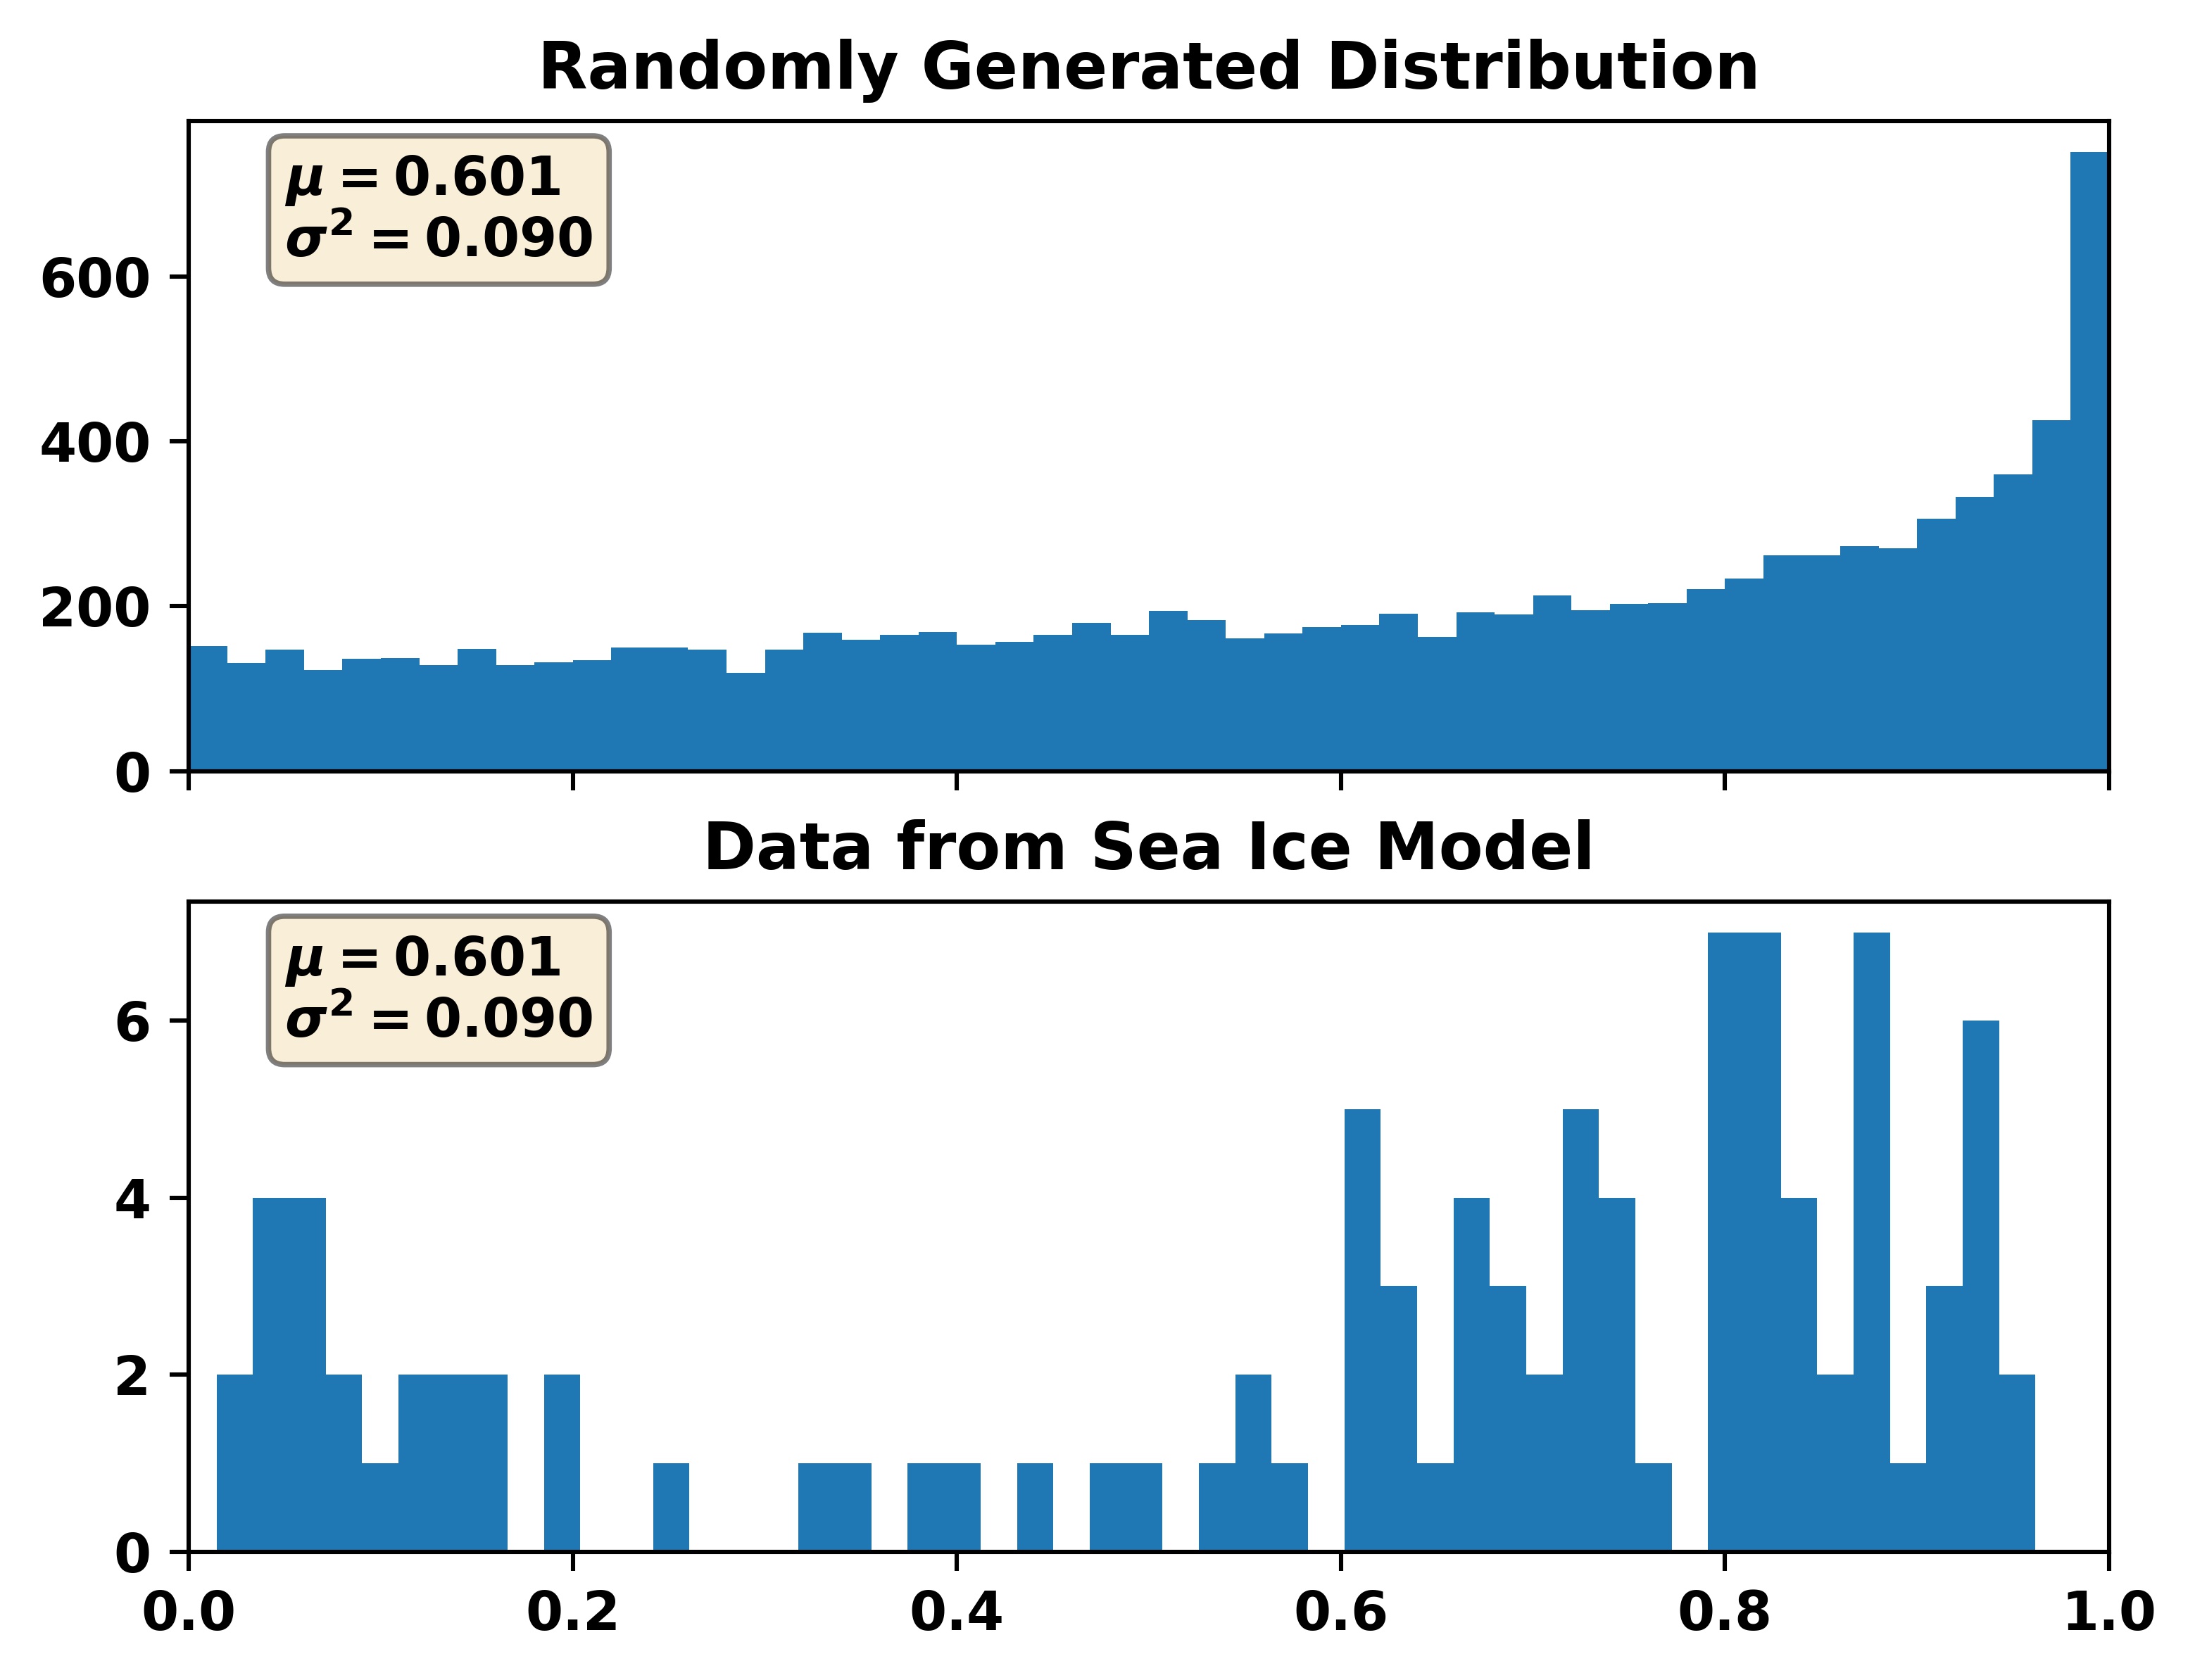 Randomly Generated Distribution
μ = 0.601
σ² = 0.090
600
400
200
0
Data from Sea Ice Model
μ = 0.601
σ² = 0.090
6
4
2
0
0.0 0.2 0.4 0.6 0.8 1.0